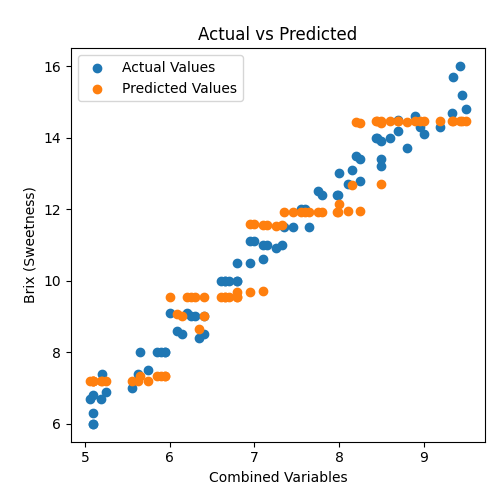 Actual vs Predicted
Actual Values
Predicted Values
Brix (Sweetness)
16
14
12
10
8
6
5 6 7 8 9
Combined Variables